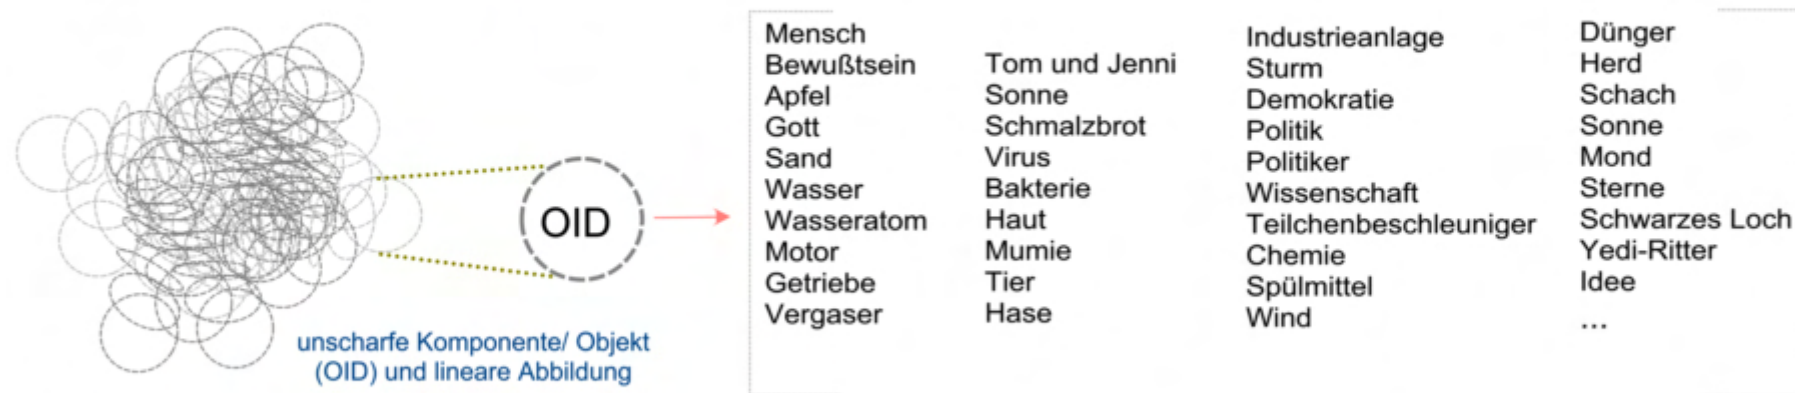 OID
unscharfe Komponente/ Objekt
(OID) und lineare Abbildung
Mensch
Bewußtsein
Apfel
Gott
Sand
Wasser
Wasseratom
Motor
Getriebe
Vergaser
Tom und Jenni
Sonne
Schmalzbrot
Virus
Bakterie
Haut
Mumie
Tier
Hase
Industrieanlage
Sturm
Demokratie
Politik
Politiker
Wissenschaft
Teilchenbeschleuniger
Chemie
Spülmittel
Wind
Dünger
Herd
Schach
Sonne
Mond
Sterne
Schwarzes Loch
Yedi-Ritter
Idee
...